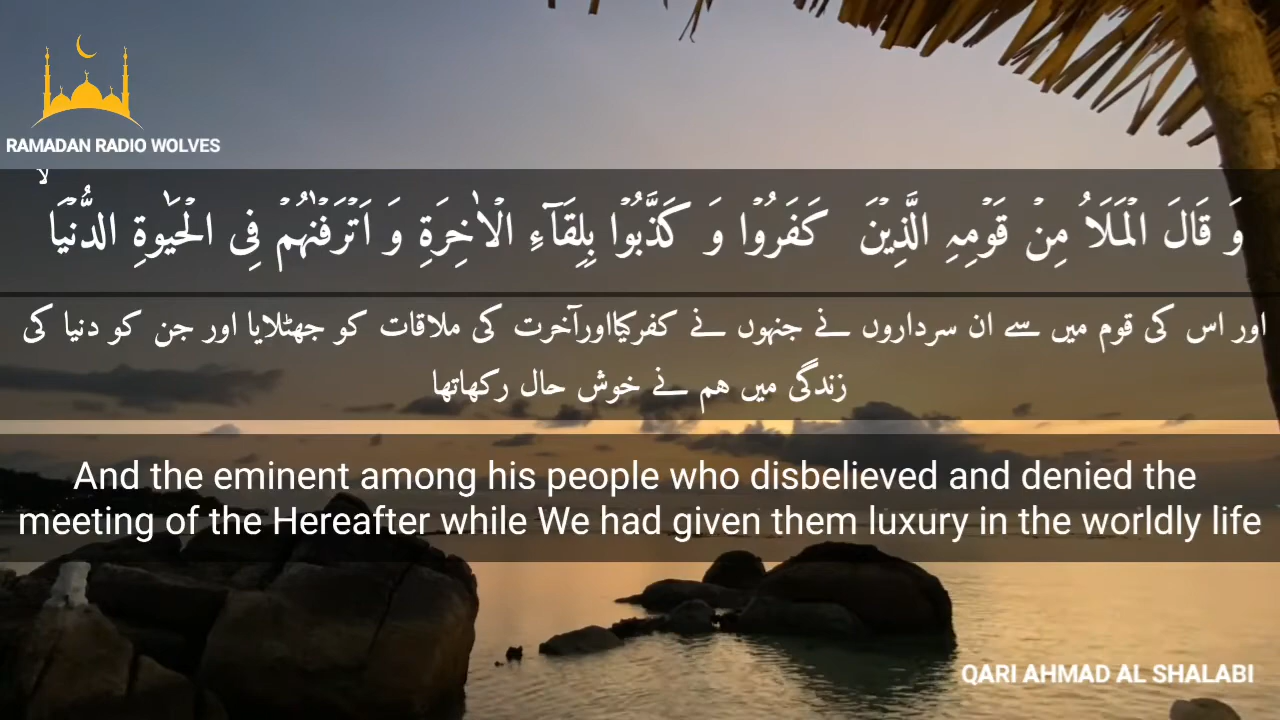 RAMADAN RADIO WOLVES
وَ قَالَ الۡمَلَاُ مِنۡ قَوۡمِہِ الَّذِیۡنَ کَفَرُوۡا وَ کَذَّبُوۡا بِلِقَآءِ الۡاٰخِرَۃِ وَ اَتۡرَفۡنٰہُمۡ فِی الۡحَیٰوۃِ الدُّنۡیَا ۙ
اور اس کی قوم میں سے ان سرداروں نے جنہوں نے کفرکیااورآخرت کی ملاقات کو جھٹلایا اور جن کو دنیا کی
زندگی میں ہم نے خوش حال رکھاتھا
And the eminent among his people who disbelieved and denied the
meeting of the Hereafter while We had given them luxury in the worldly life
QARI AHMAD AL SHALABI